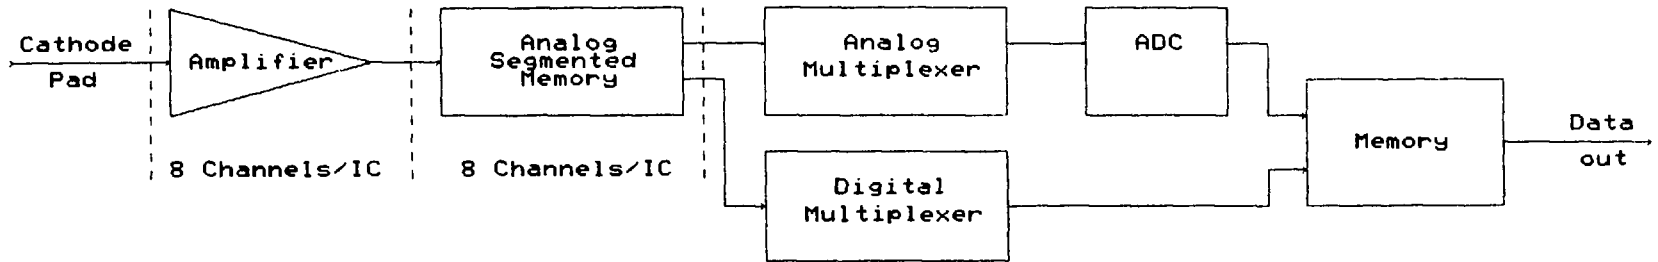 Cathode
Pad
Amplifier
8 Channels/IC
Analog
Segmented
Memory
8 Channels/IC
Analog
Multiplexer
Digital
Multiplexer
ADC
Memory
Data
out